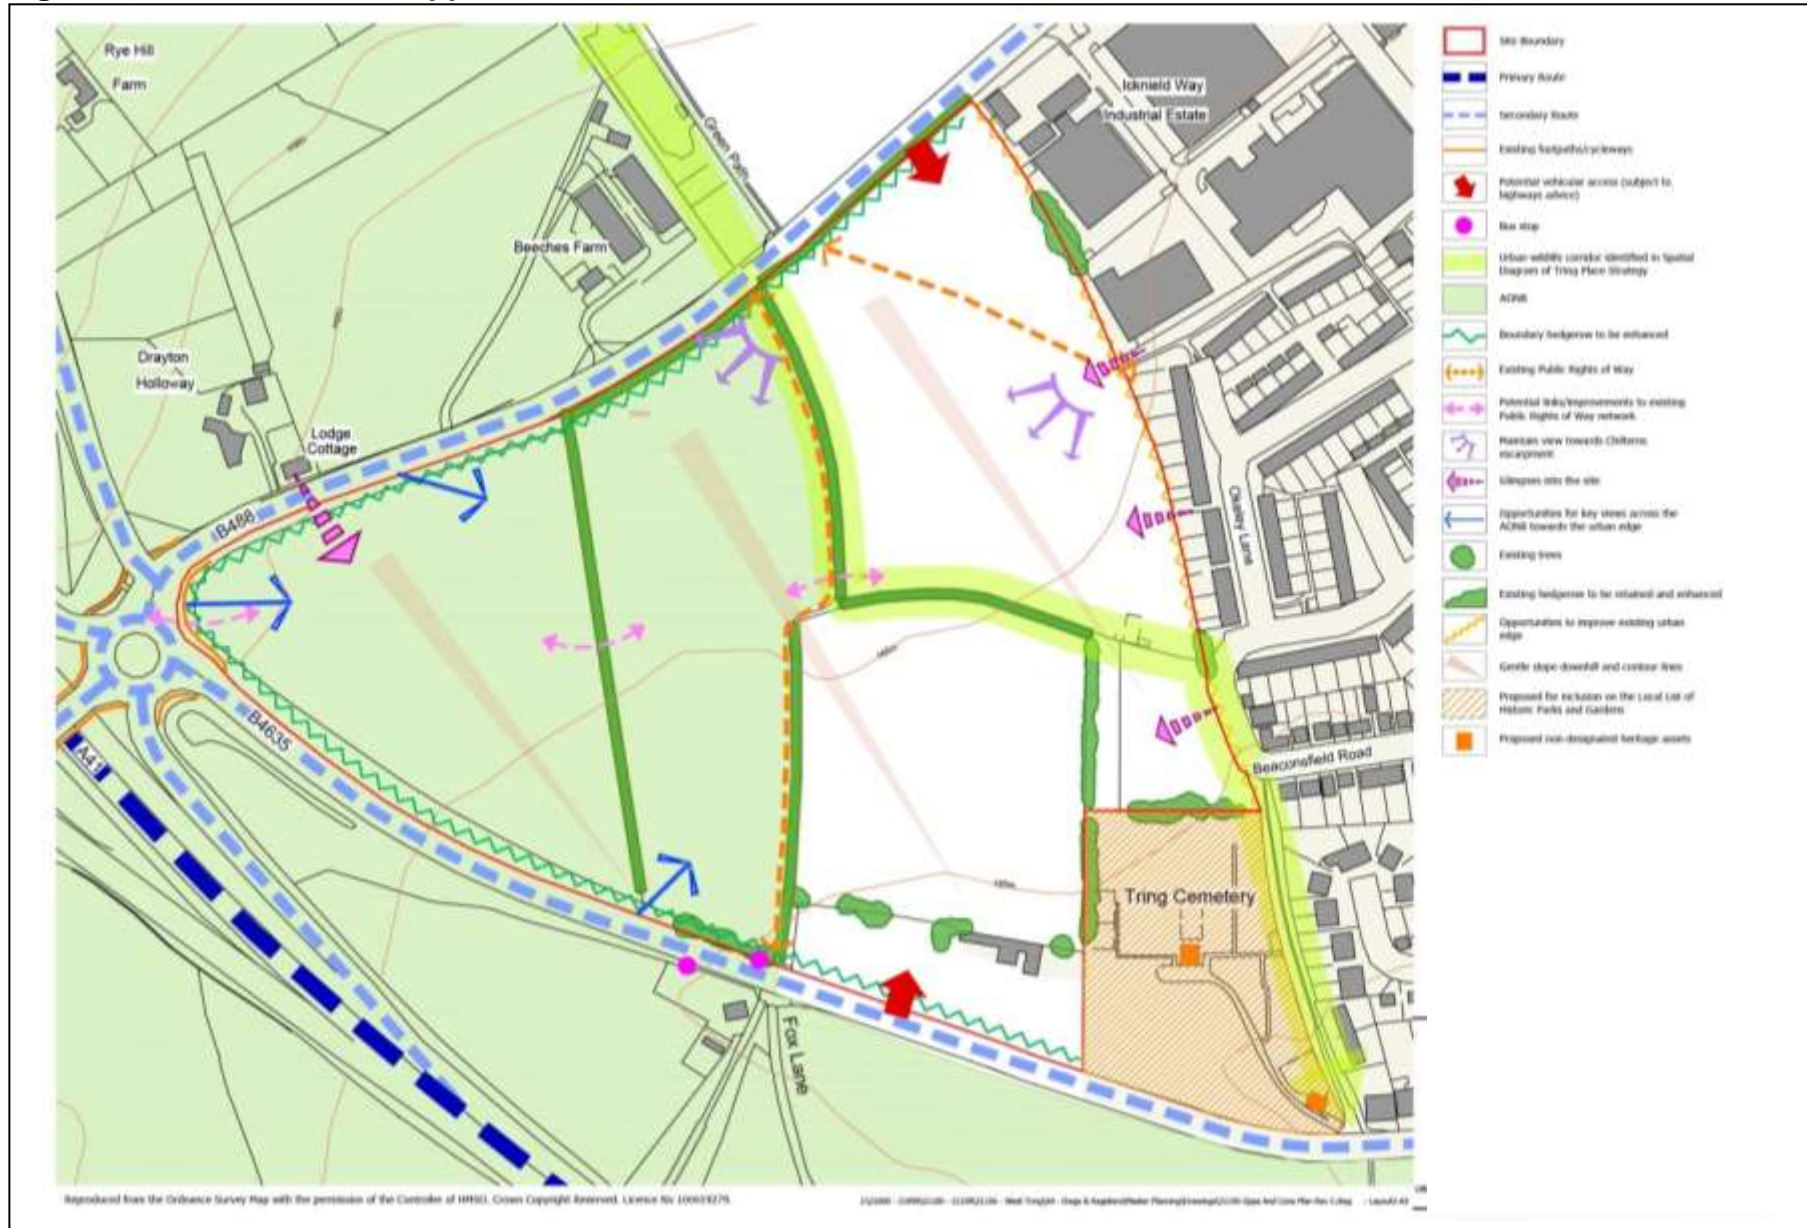 Rye Hill
Farm
Green Path
Icknield Way
Industrial Estate
Beeches Farm
Drayton
Holloway
Lodge
Cottage
B488
Okeley Lane
B4635
A41
Beaconsfield Road
Tring Cemetery
Fox Lane
Site Boundary
Primary Route
Secondary Route
Existing footpaths/cycleways
Potential vehicular access (subject to
highways advice)
Bus stop
Urban wildlife corridor identified in Spatial
Diagram of Tring Place Strategy
AONB
Boundary hedgerow to be enhanced
Existing Public Rights of Way
Potential links/improvements to existing
Public Rights of Way network
Maintain view towards Chilterns
escarpment
Glimpses into the site
Opportunities for key views across the
AONB towards the urban edge
Existing trees
Existing hedgerow to be retained and enhanced
Opportunities to improve existing urban
edge
Gentle slope downhill and contour lines
Proposed for inclusion on the Local List of
Historic Parks and Gardens
Proposed non-designated heritage assets
Reproduced from the Ordnance Survey Map with the permission of the Controller of HMSO. Crown Copyright Reserved. Licence No 100019279.